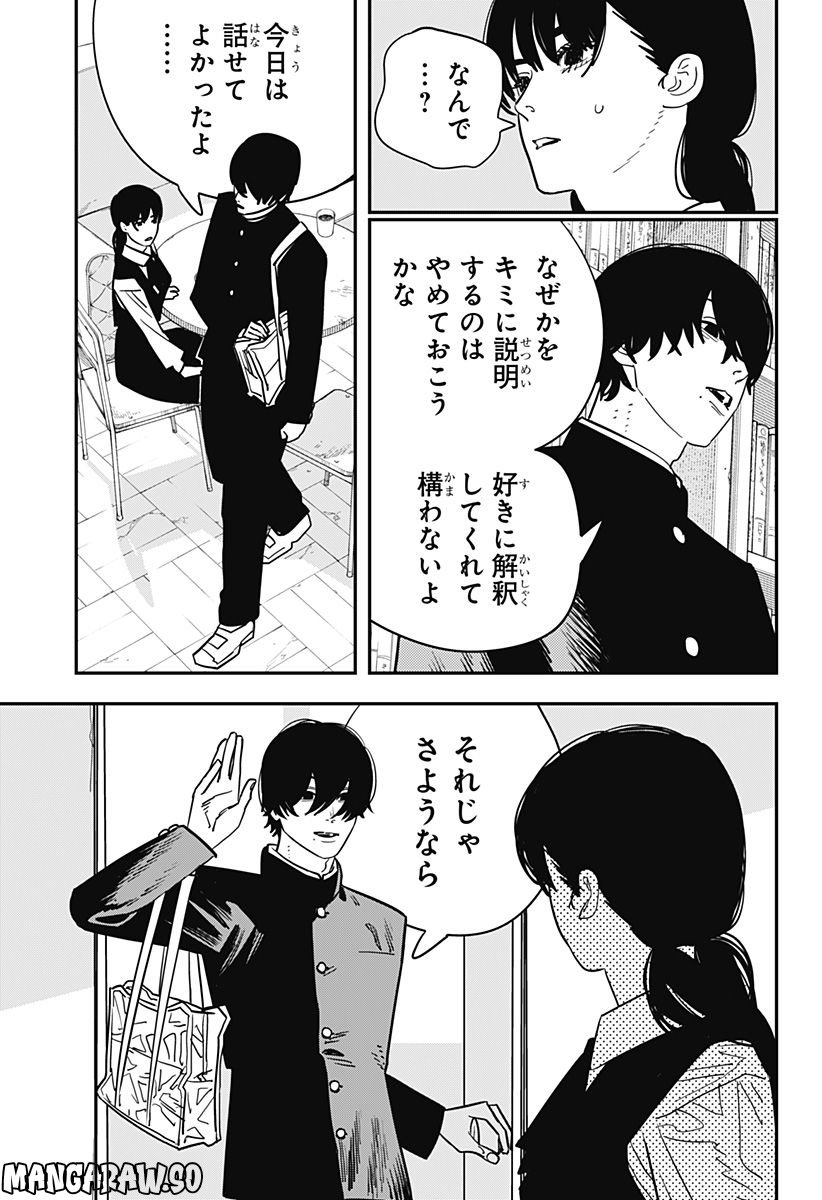 なんで
…？
なぜかを
キミに説明
するのは
やめておこう
かな
好きに解釈
してくれて
構わないよ
今日は
話せて
よかったよ
……
それじゃ
さようなら
MANGARAW.SO